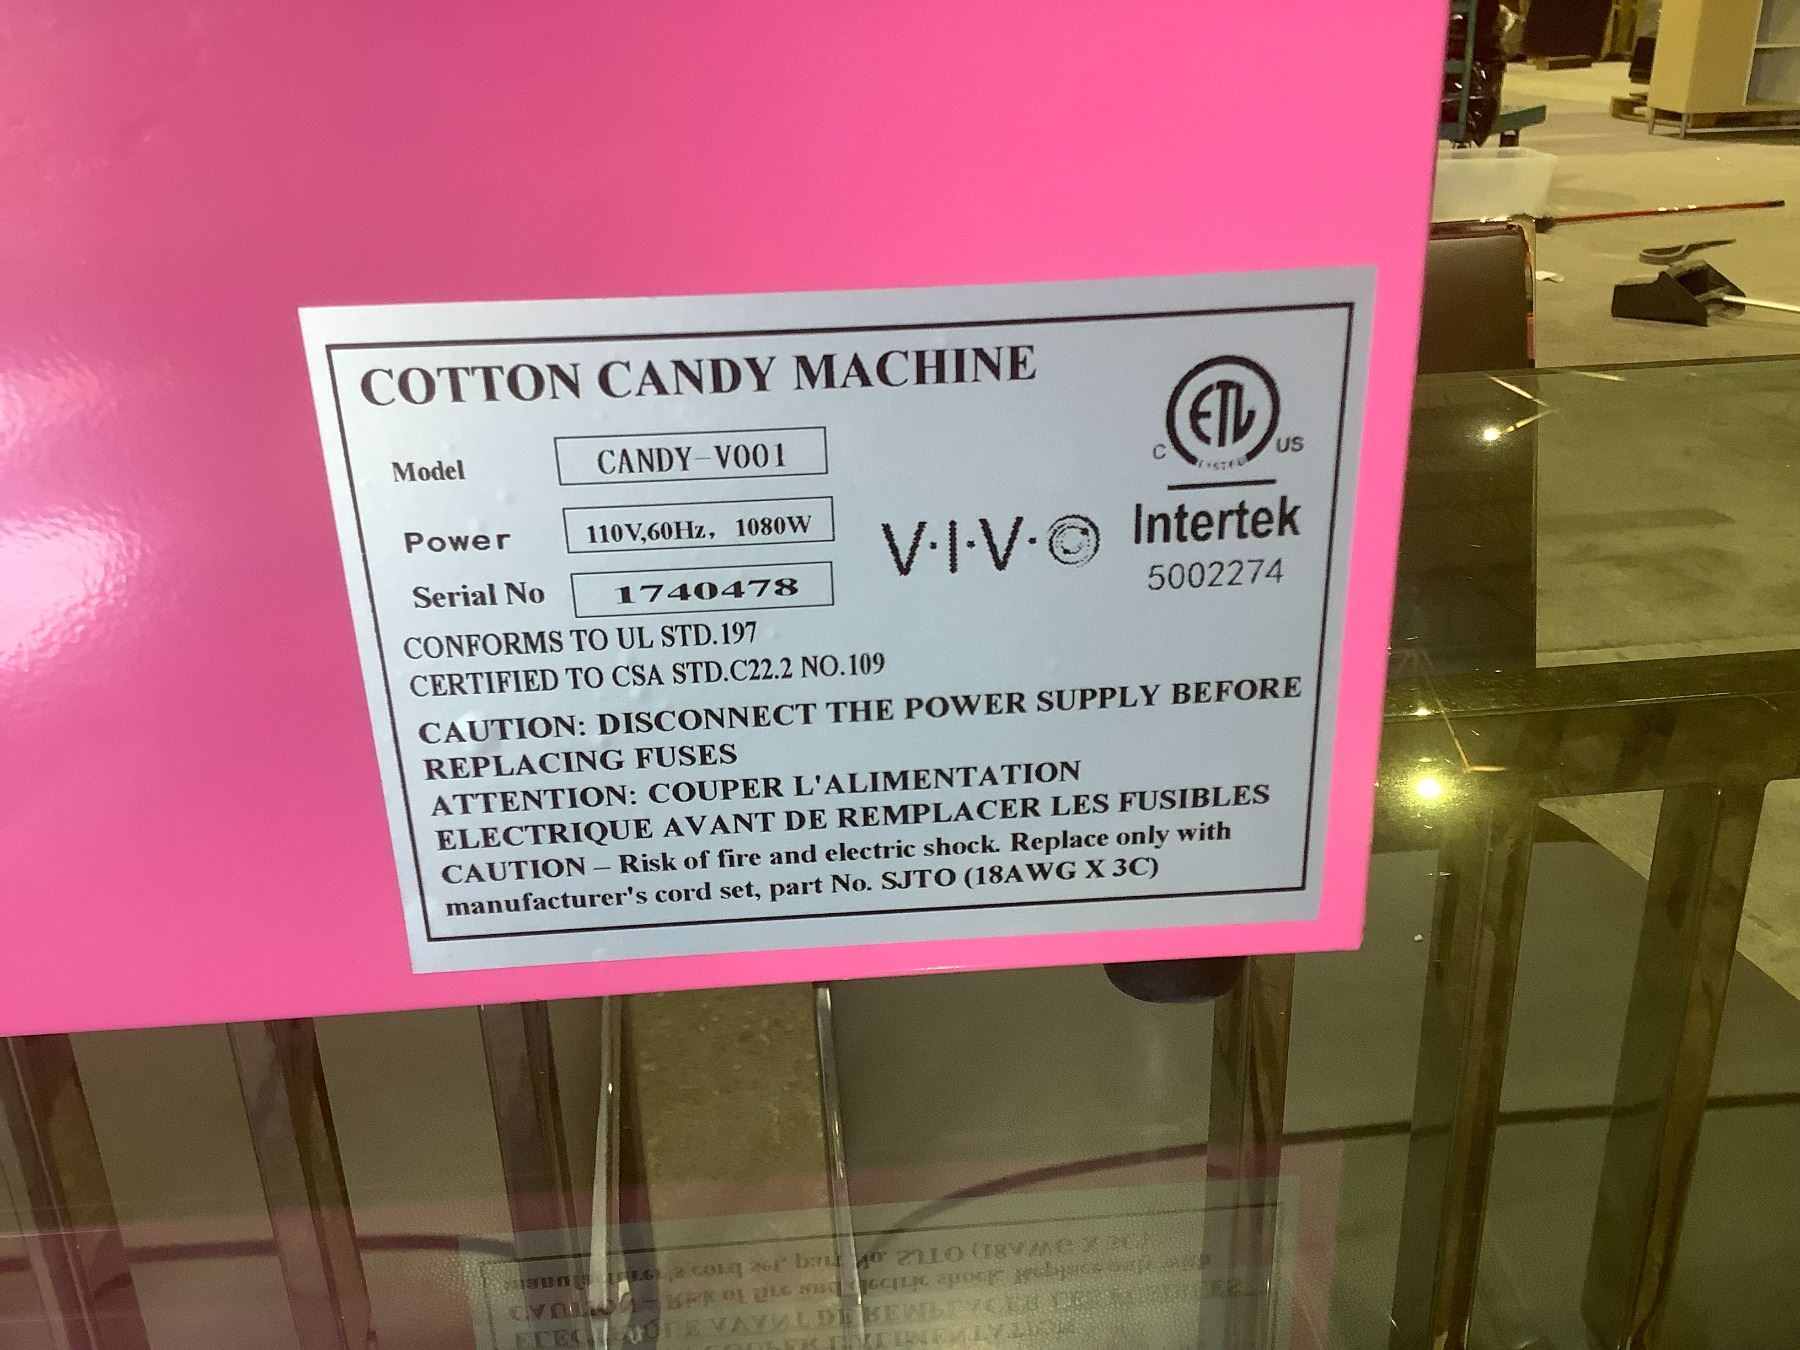 COTTON CANDY MACHINE
Model CANDY-V001
Power 110V,60Hz, 1080W
Serial No 1740478
V·I·V·O
C ETL US
LISTED
Intertek
5002274
CONFORMS TO UL STD.197
CERTIFIED TO CSA STD.C22.2 NO.109
CAUTION: DISCONNECT THE POWER SUPPLY BEFORE
REPLACING FUSES
ATTENTION: COUPER L'ALIMENTATION
ELECTRIQUE AVANT DE REMPLACER LES FUSIBLES
CAUTION – Risk of fire and electric shock. Replace only with
manufacturer's cord set, part No. SJTO (18AWG X 3C)